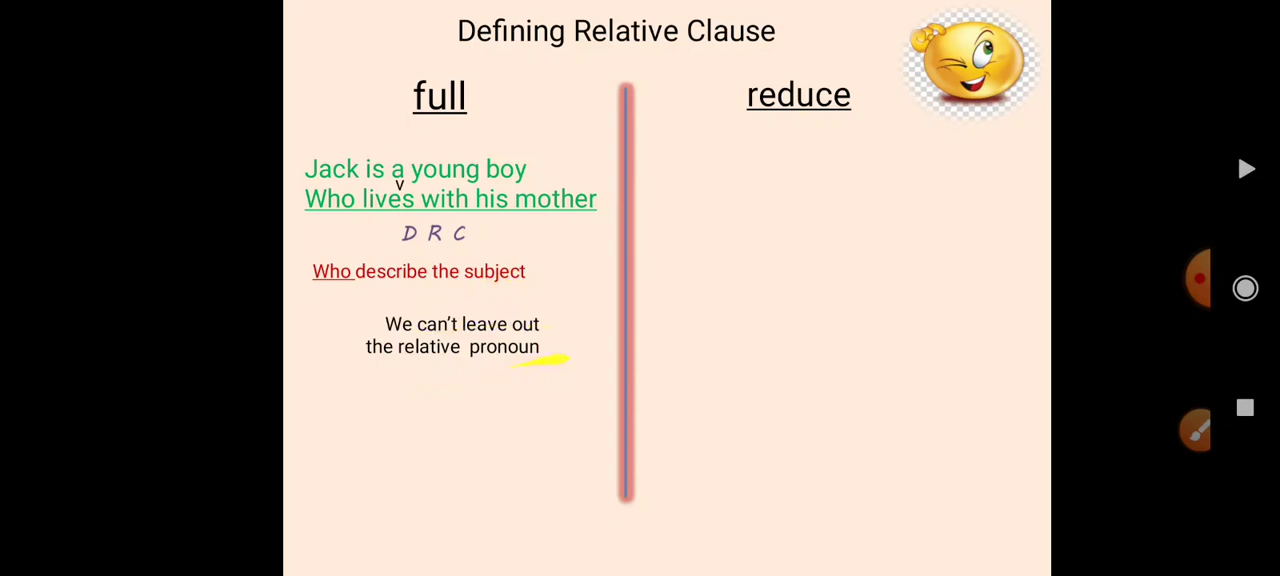 Defining Relative Clause
full
reduce
Jack is a young boy
v
Who lives with his mother
D R C
Who describe the subject
We can't leave out
the relative pronoun